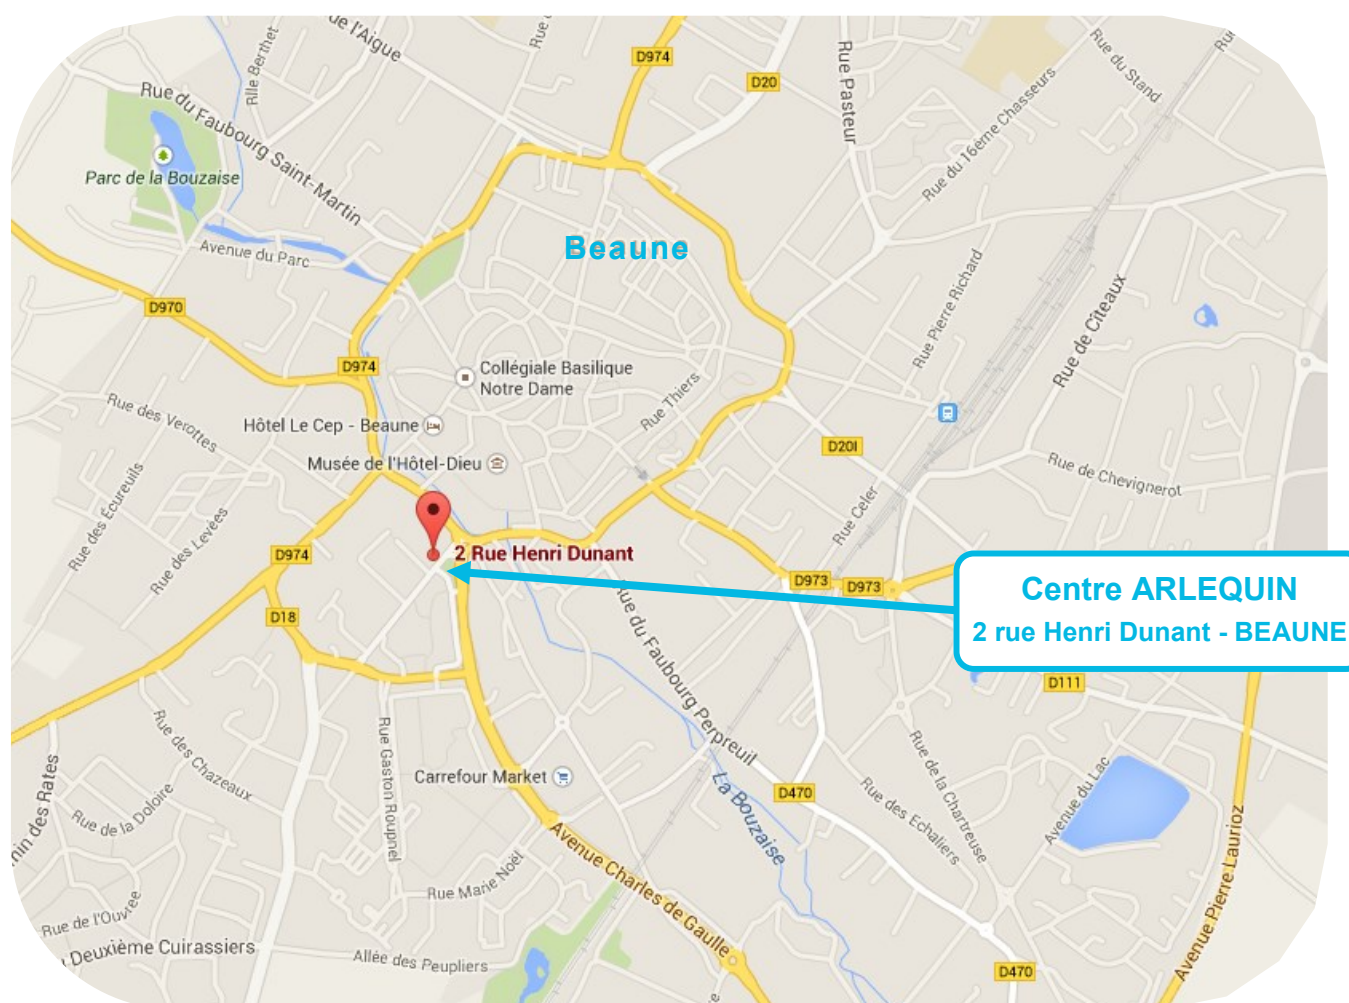 Rue de l'Aigue
D974
D20
Rue Pasteur
Rue du Stand
Rlle Berthet
Rue du Faubourg Saint-Martin
Rue du 16ème Chasseurs
Parc de la Bouzaise
Avenue du Parc
Beaune
D970
Rue Pierre Richard
Rue de Cîteaux
D974
Collégiale Basilique
Notre Dame
Rue Thiers
Rue des Verottes
Hôtel Le Cep - Beaune
Musée de l'Hôtel-Dieu
D20I
Rue de Chevignerot
Rue des Écureuils
Rue des Levées
Rue Celer
D974
2 Rue Henri Dunant
D973
D973
Centre ARLEQUIN
2 rue Henri Dunant - BEAUNE
D18
Rue du Faubourg Perpreuil
D111
Rue des Chazeaux
Rue Gaston Roupnel
Carrefour Market
La Bouzaise
D470
Rue de la Chartreuse
Rue des Echaliers
Avenue du Lac
min des Rates
Rue de la Doloire
Avenue Charles de Gaulle
Rue Marie Noël
Avenue Pierre Laurioz
Rue de l'Ouvrée
Deuxième Cuirassiers
Allée des Peupliers
D470